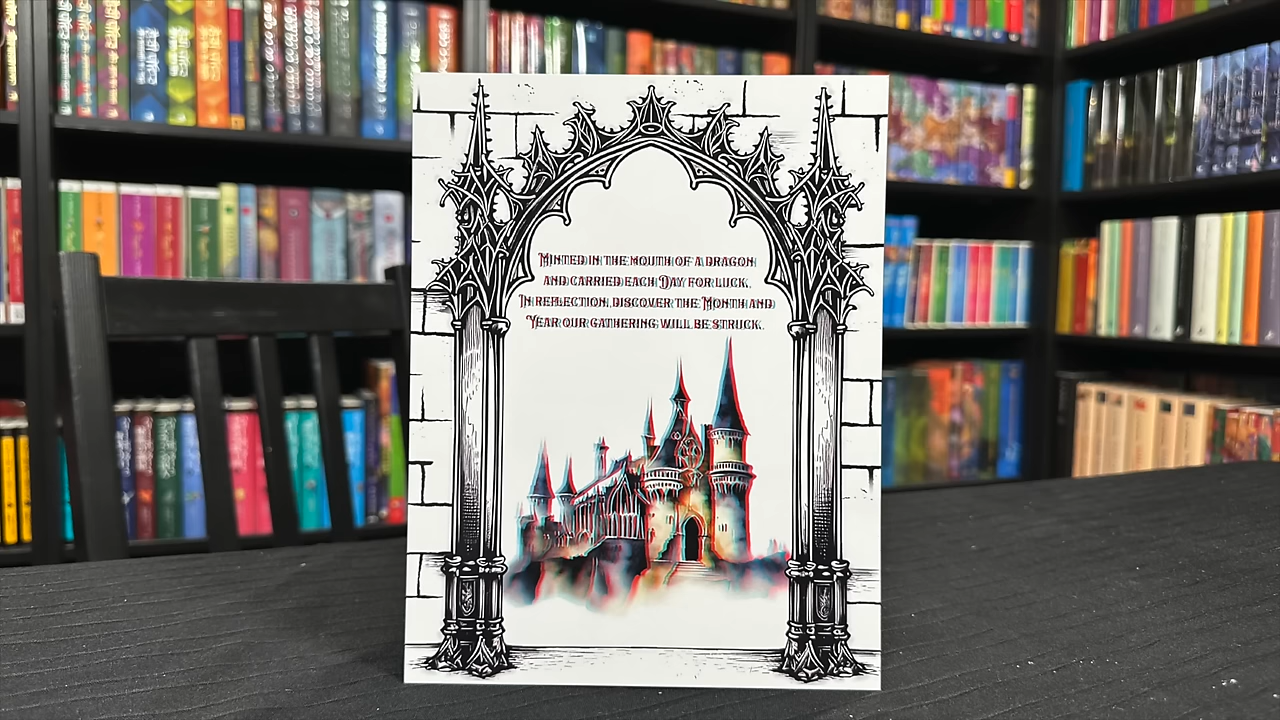 Minted in the mouth of a dragon
and carried each Day for luck.
In reflection, discover the Month and
Year our gathering will be struck.